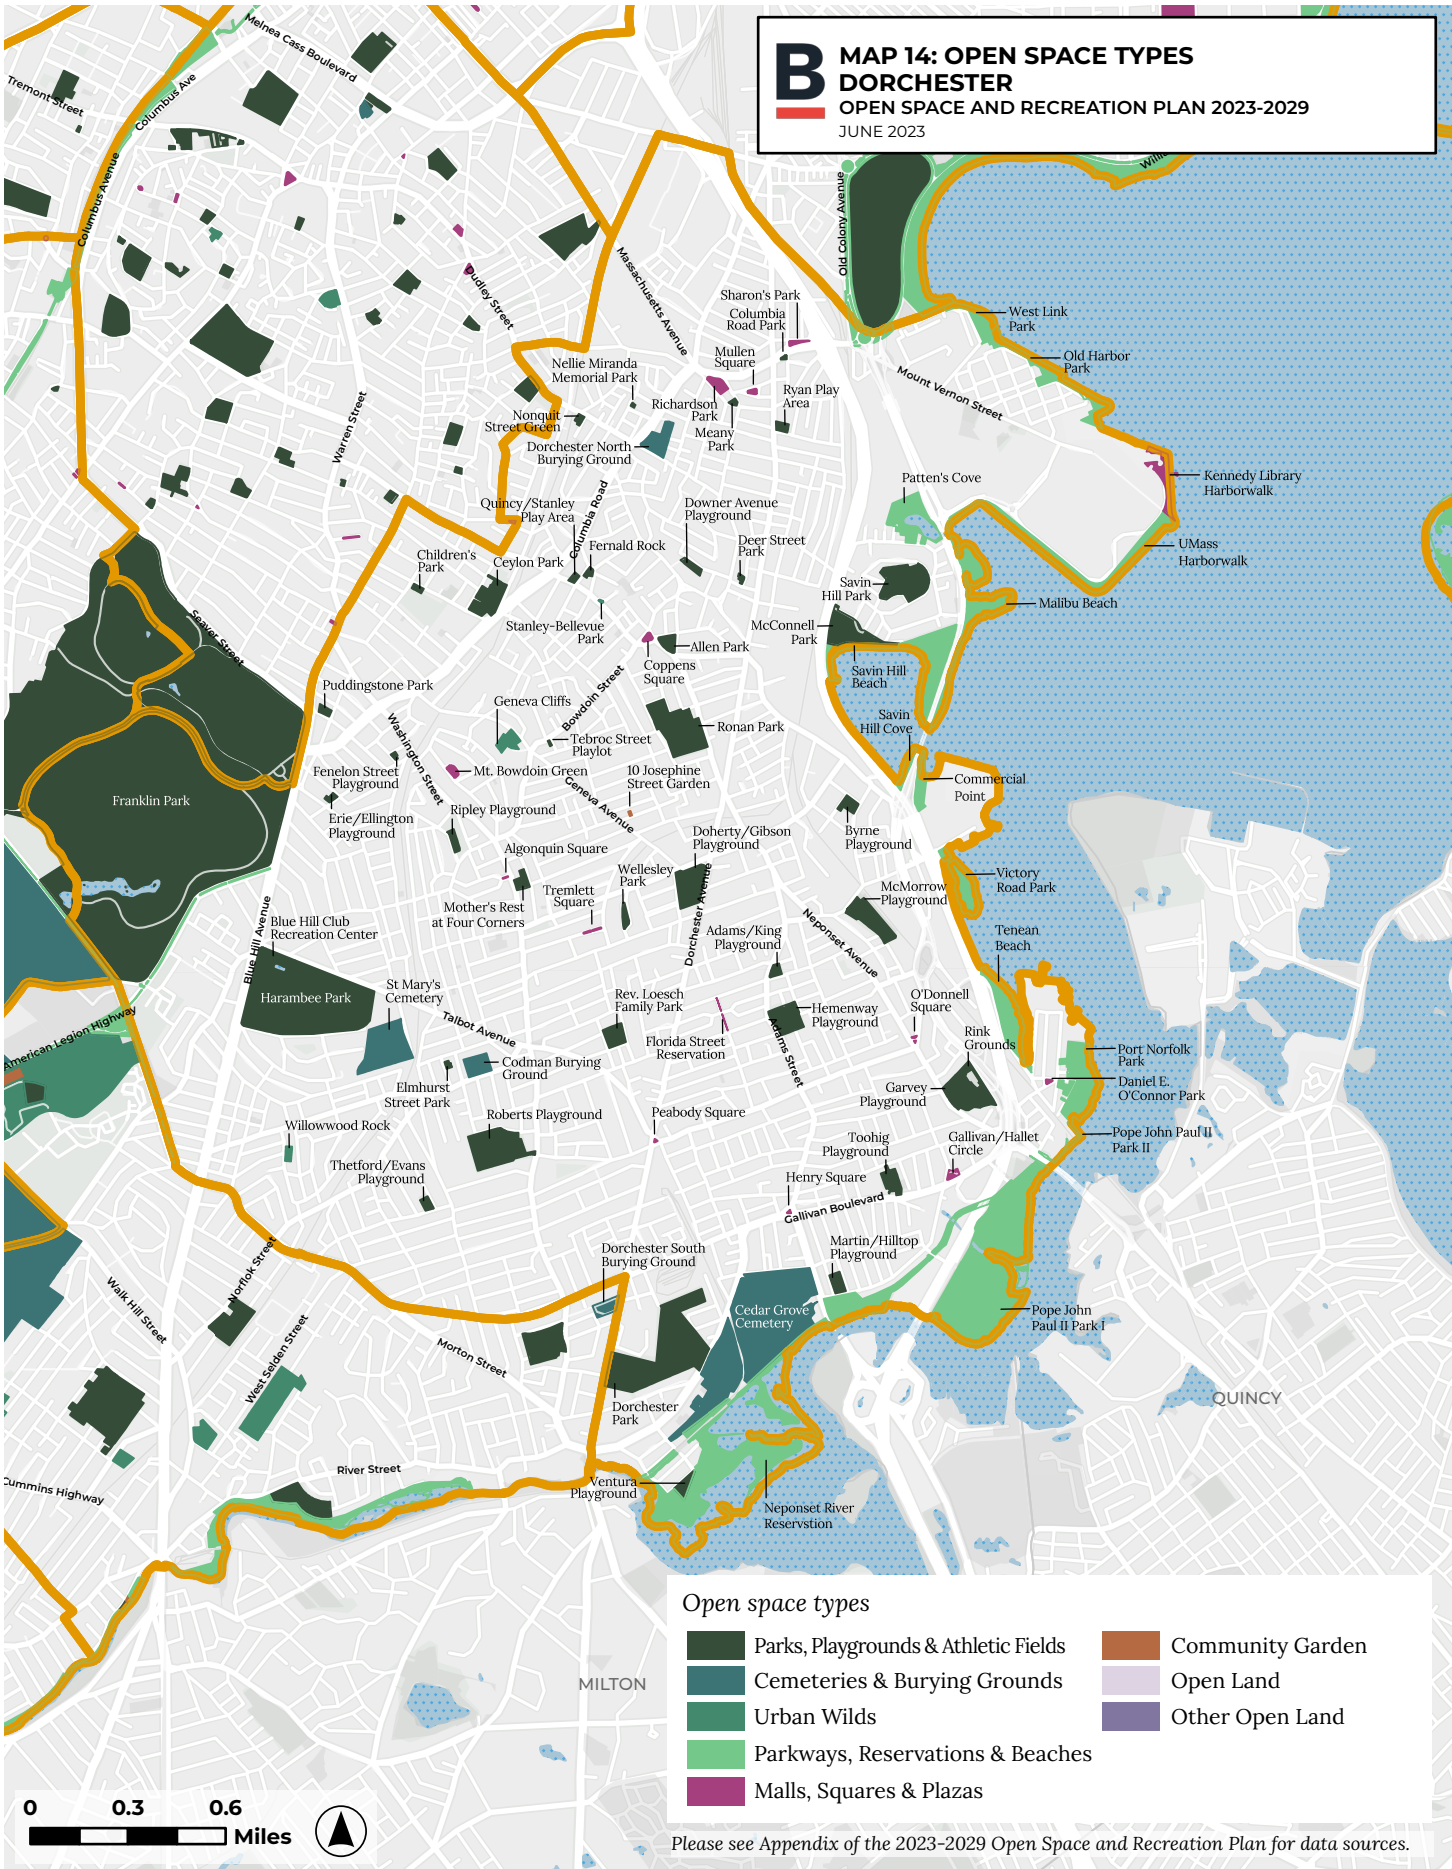 B
MAP 14: OPEN SPACE TYPES
DORCHESTER
OPEN SPACE AND RECREATION PLAN 2023-2029
JUNE 2023
Melnea Cass Boulevard
Tremont Street
Columbus Ave
Columbus Avenue
Old Colony Avenue
Willi
Massachusetts Avenue
Dudley Street
Sharon's Park
Columbia
Road Park
West Link
Park
Old Harbor
Park
Mullen
Square
Nellie Miranda
Memorial Park
Mount Vernon Street
Ryan Play
Area
Richardson
Park
Nonquit
Street Green
Meany
Park
Warren Street
Dorchester North
Burying Ground
Patten's Cove
Kennedy Library
Harborwalk
Quincy/Stanley
Play Area
Columbia Road
Downer Avenue
Playground
Deer Street
Park
Fernald Rock
Children's
Park
Ceylon Park
UMass
Harborwalk
Savin
Hill Park
Malibu Beach
Seaver Street
Stanley-Bellevue
Park
McConnell
Park
Allen Park
Coppens
Square
Savin Hill
Beach
Puddingstone Park
Geneva Cliffs
Bowdoin Street
Savin
Hill Cove
Ronan Park
Washington Street
Tebroc Street
Playlot
Fenelon Street
Playground
Mt. Bowdoin Green
10 Josephine
Street Garden
Commercial
Point
Geneva Avenue
Franklin Park
Erie/Ellington
Playground
Ripley Playground
Doherty/Gibson
Playground
Byrne
Playground
Algonquin Square
Wellesley
Park
Victory
Road Park
Tremlett
Square
McMorrow
Playground
Mother's Rest
at Four Corners
Dorchester Avenue
Neponset Avenue
Blue Hill Avenue
Blue Hill Club
Recreation Center
Adams/King
Playground
Tenean
Beach
Harambee Park
St Mary's
Cemetery
Rev. Loesch
Family Park
Hemenway
Playground
O'Donnell
Square
American Legion Highway
Talbot Avenue
Florida Street
Reservation
Adams Street
Rink
Grounds
Port Norfolk
Park
Codman Burying
Ground
Daniel E.
O'Connor Park
Elmhurst
Street Park
Garvey
Playground
Roberts Playground
Peabody Square
Willowwood Rock
Toohig
Playground
Gallivan/Hallet
Circle
Pope John Paul II
Park II
Thetford/Evans
Playground
Henry Square
Gallivan Boulevard
Norflok Street
Dorchester South
Burying Ground
Martin/Hilltop
Playground
Walk Hill Street
Cedar Grove
Cemetery
Pope John
Paul II Park I
West Selden Street
Morton Street
QUINCY
Dorchester
Park
River Street
Cummins Highway
Ventura
Playground
Neponset River
Reservstion
MILTON
Open space types
Parks, Playgrounds & Athletic Fields
Cemeteries & Burying Grounds
Urban Wilds
Parkways, Reservations & Beaches
Malls, Squares & Plazas
Community Garden
Open Land
Other Open Land
0 0.3 0.6
Miles
Please see Appendix of the 2023-2029 Open Space and Recreation Plan for data sources.